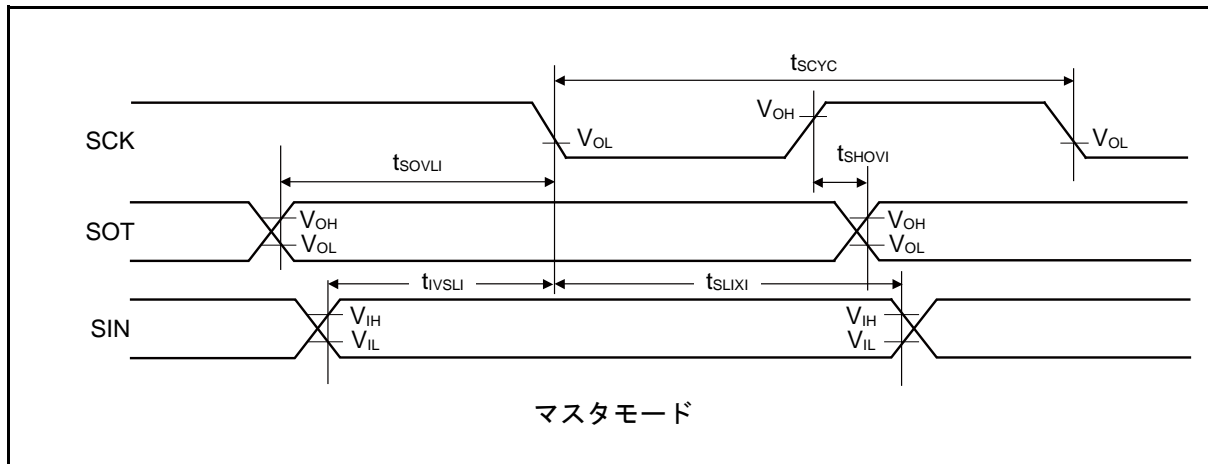 tSCYC
SCK
VOH
VOL
VOL
tSOVLI
tSHOVI
SOT
VOH
VOL
VOH
VOL
tIVSLI
tSLIXI
SIN
VIH
VIL
VIH
VIL
マスタモード